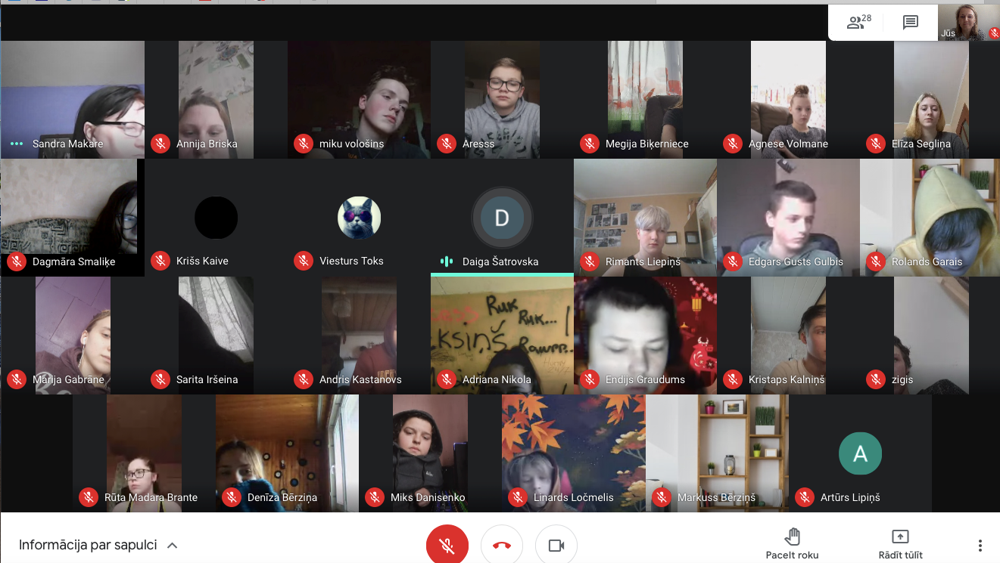 28
Jūs
Sandra Makare
Annija Briska
miku vološins
Aresss
Megija Biķerniece
Agnese Volmane
Elīza Segliņa
Dagmāra Smaliķe
Krišs Kaive
Viesturs Toks
D
Daiga Šatrovska
Rimants Liepiņš
Edgars Gusts Gulbis
Rolands Garais
Marija Gabrāne
Sarita Iršeina
Andris Kastanovs
RUK
RUK... !
KSIŅŠ
Rawrr..
Adriana Nikola
Endijs Graudums
Kristaps Kalniņš
zigis
Rūta Madara Brante
Denīza Bērziņa
Miks Danisenko
Linards Ločmelis
Markuss Bērziņš
A
Artūrs Lipiņš
Informācija par sapulci
Pacelt roku
Rādīt tūlīt